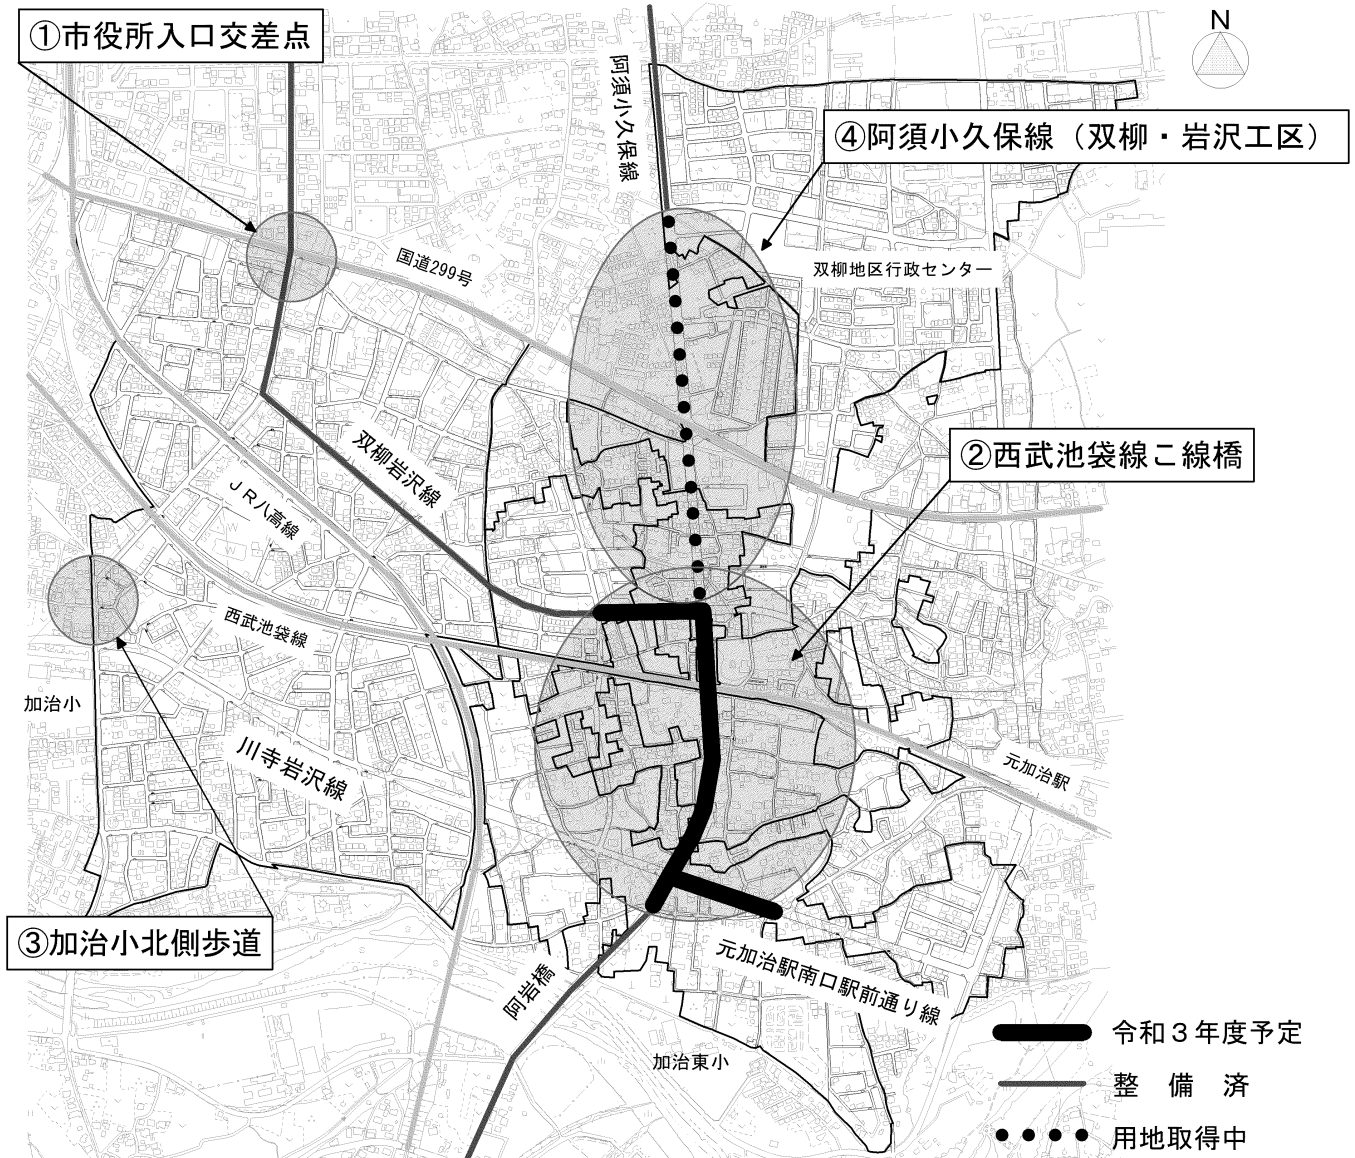 ①市役所入口交差点
N
阿須小久保線
④阿須小久保線（双柳・岩沢工区）
国道299号
双柳地区行政センター
双柳岩沢線
②西武池袋線こ線橋
ＪＲ八高線
西武池袋線
加治小
川寺岩沢線
元加治駅
③加治小北側歩道
阿岩橋
元加治駅南口駅前通り線
加治東小
令和３年度予定
整　備　済
用地取得中